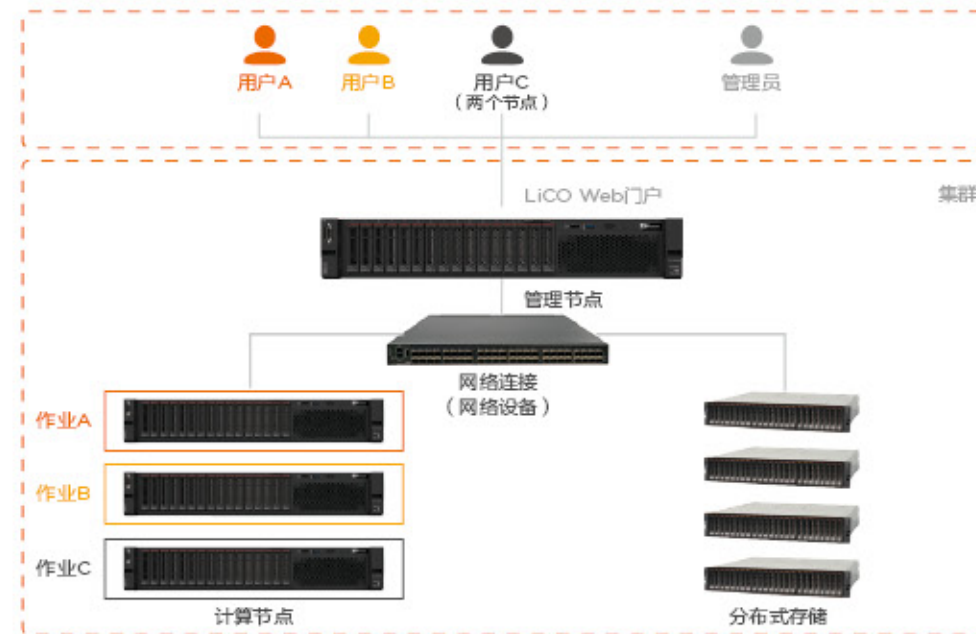 用户A
用户B
用户C
（两个节点）
管理员
LiCO Web门户
集群
管理节点
网络连接
（网络设备）
作业A
作业B
作业C
计算节点
分布式存储